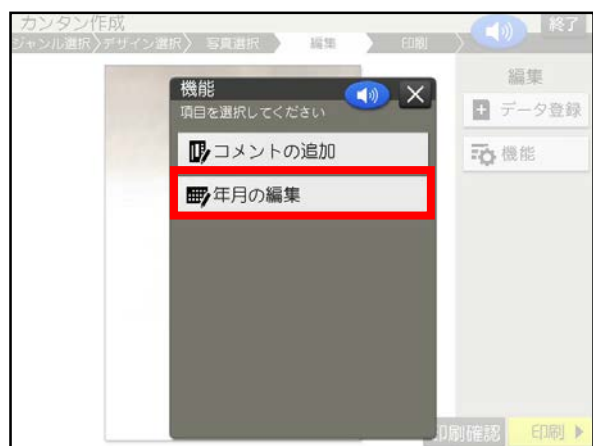 カンタン作成
終了
ジャンル選択〉デザイン選択〉 写真選択 〉 編集 〉 印刷 〉
編集
データ登録
機能
機能
項目を選択してください
コメントの追加
年月の編集
印刷確認
印刷